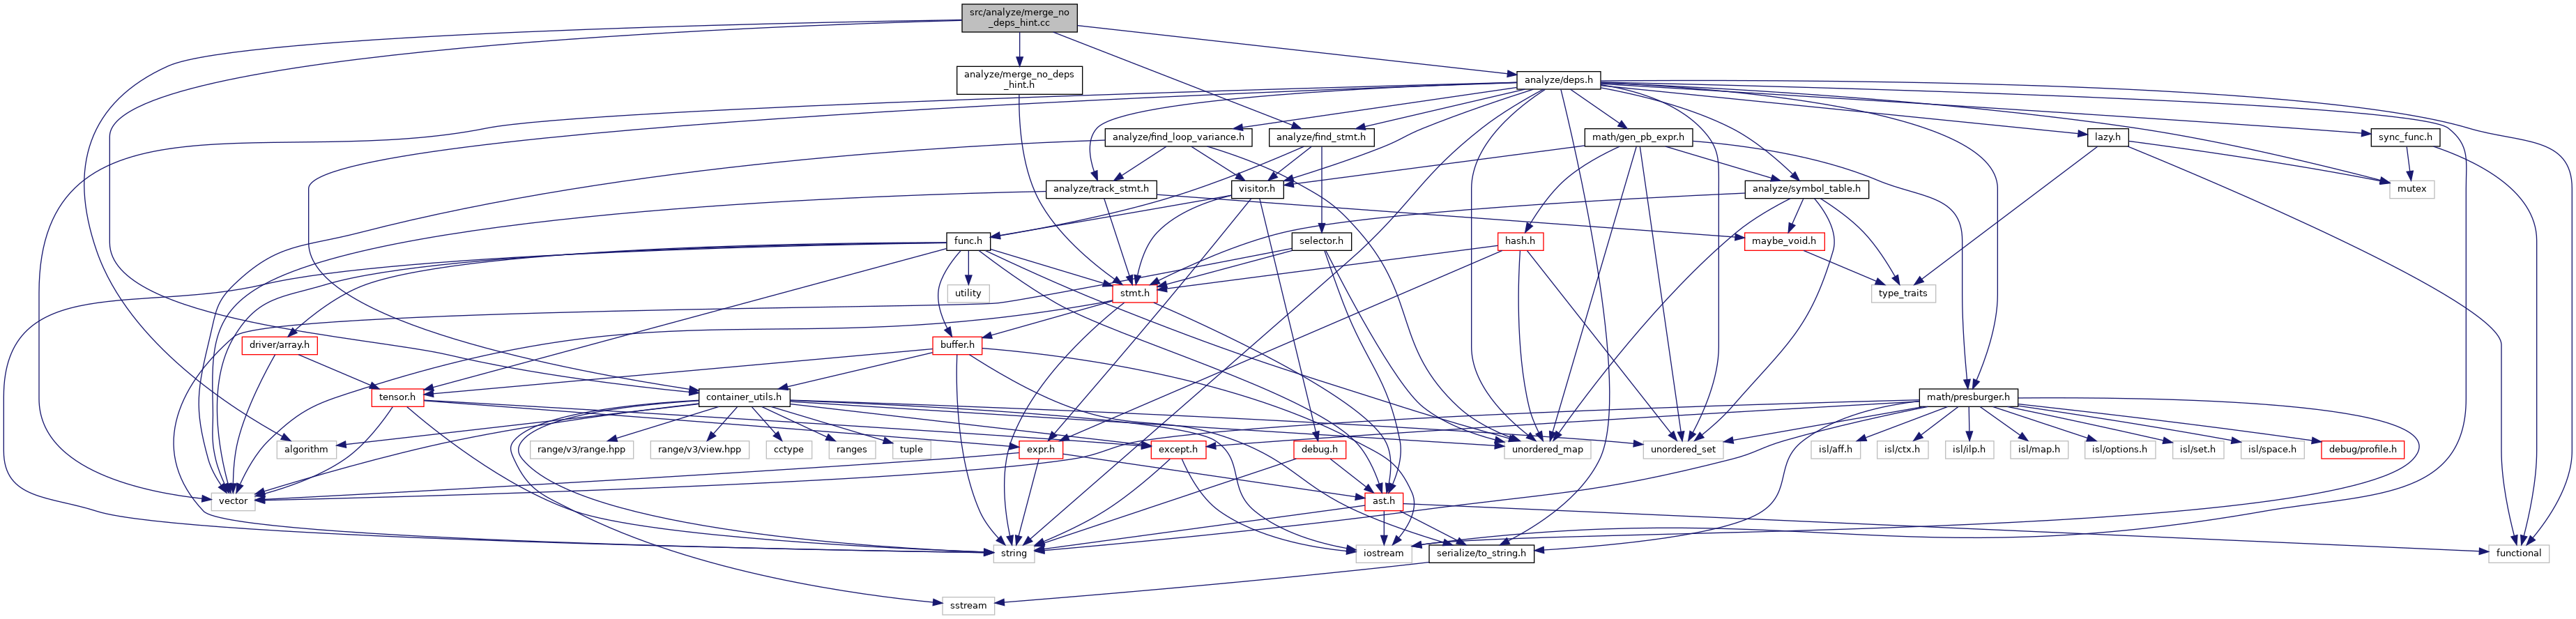 src/analyze/merge_no
_deps_hint.cc
analyze/merge_no_deps
_hint.h
analyze/deps.h
analyze/find_loop_variance.h
analyze/find_stmt.h
math/gen_pb_expr.h
lazy.h
sync_func.h
analyze/track_stmt.h
visitor.h
analyze/symbol_table.h
mutex
func.h
selector.h
hash.h
maybe_void.h
utility
stmt.h
type_traits
driver/array.h
buffer.h
tensor.h
container_utils.h
math/presburger.h
algorithm
range/v3/range.hpp
range/v3/view.hpp
cctype
ranges
tuple
expr.h
except.h
debug.h
unordered_map
unordered_set
isl/aff.h
isl/ctx.h
isl/ilp.h
isl/map.h
isl/options.h
isl/set.h
isl/space.h
debug/profile.h
vector
ast.h
string
iostream
serialize/to_string.h
functional
sstream